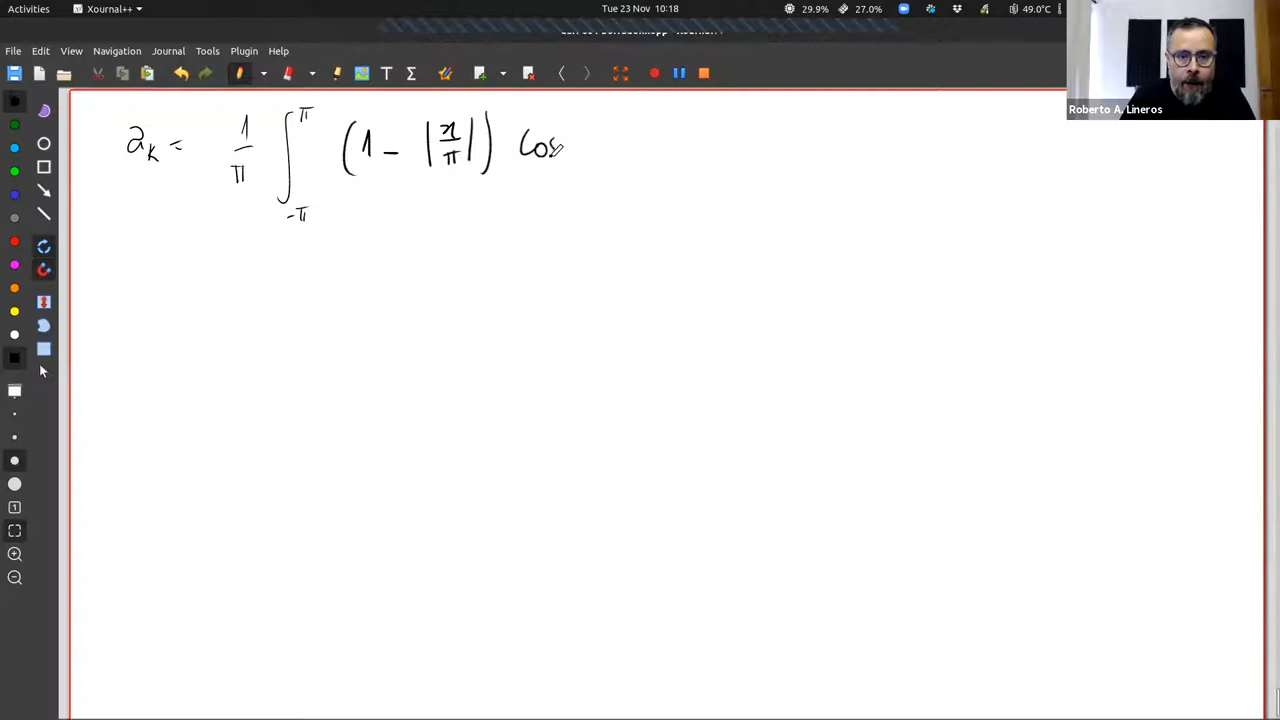 Activities Xournal++ Tue 23 Nov 10:18 29.9% 27.0% 49.0°C
File Edit View Navigation Journal Tools Plugin Help
Roberto A. Lineros
a_k = 1/π ∫_{-π}^{π} (1 - |x/π|) cos